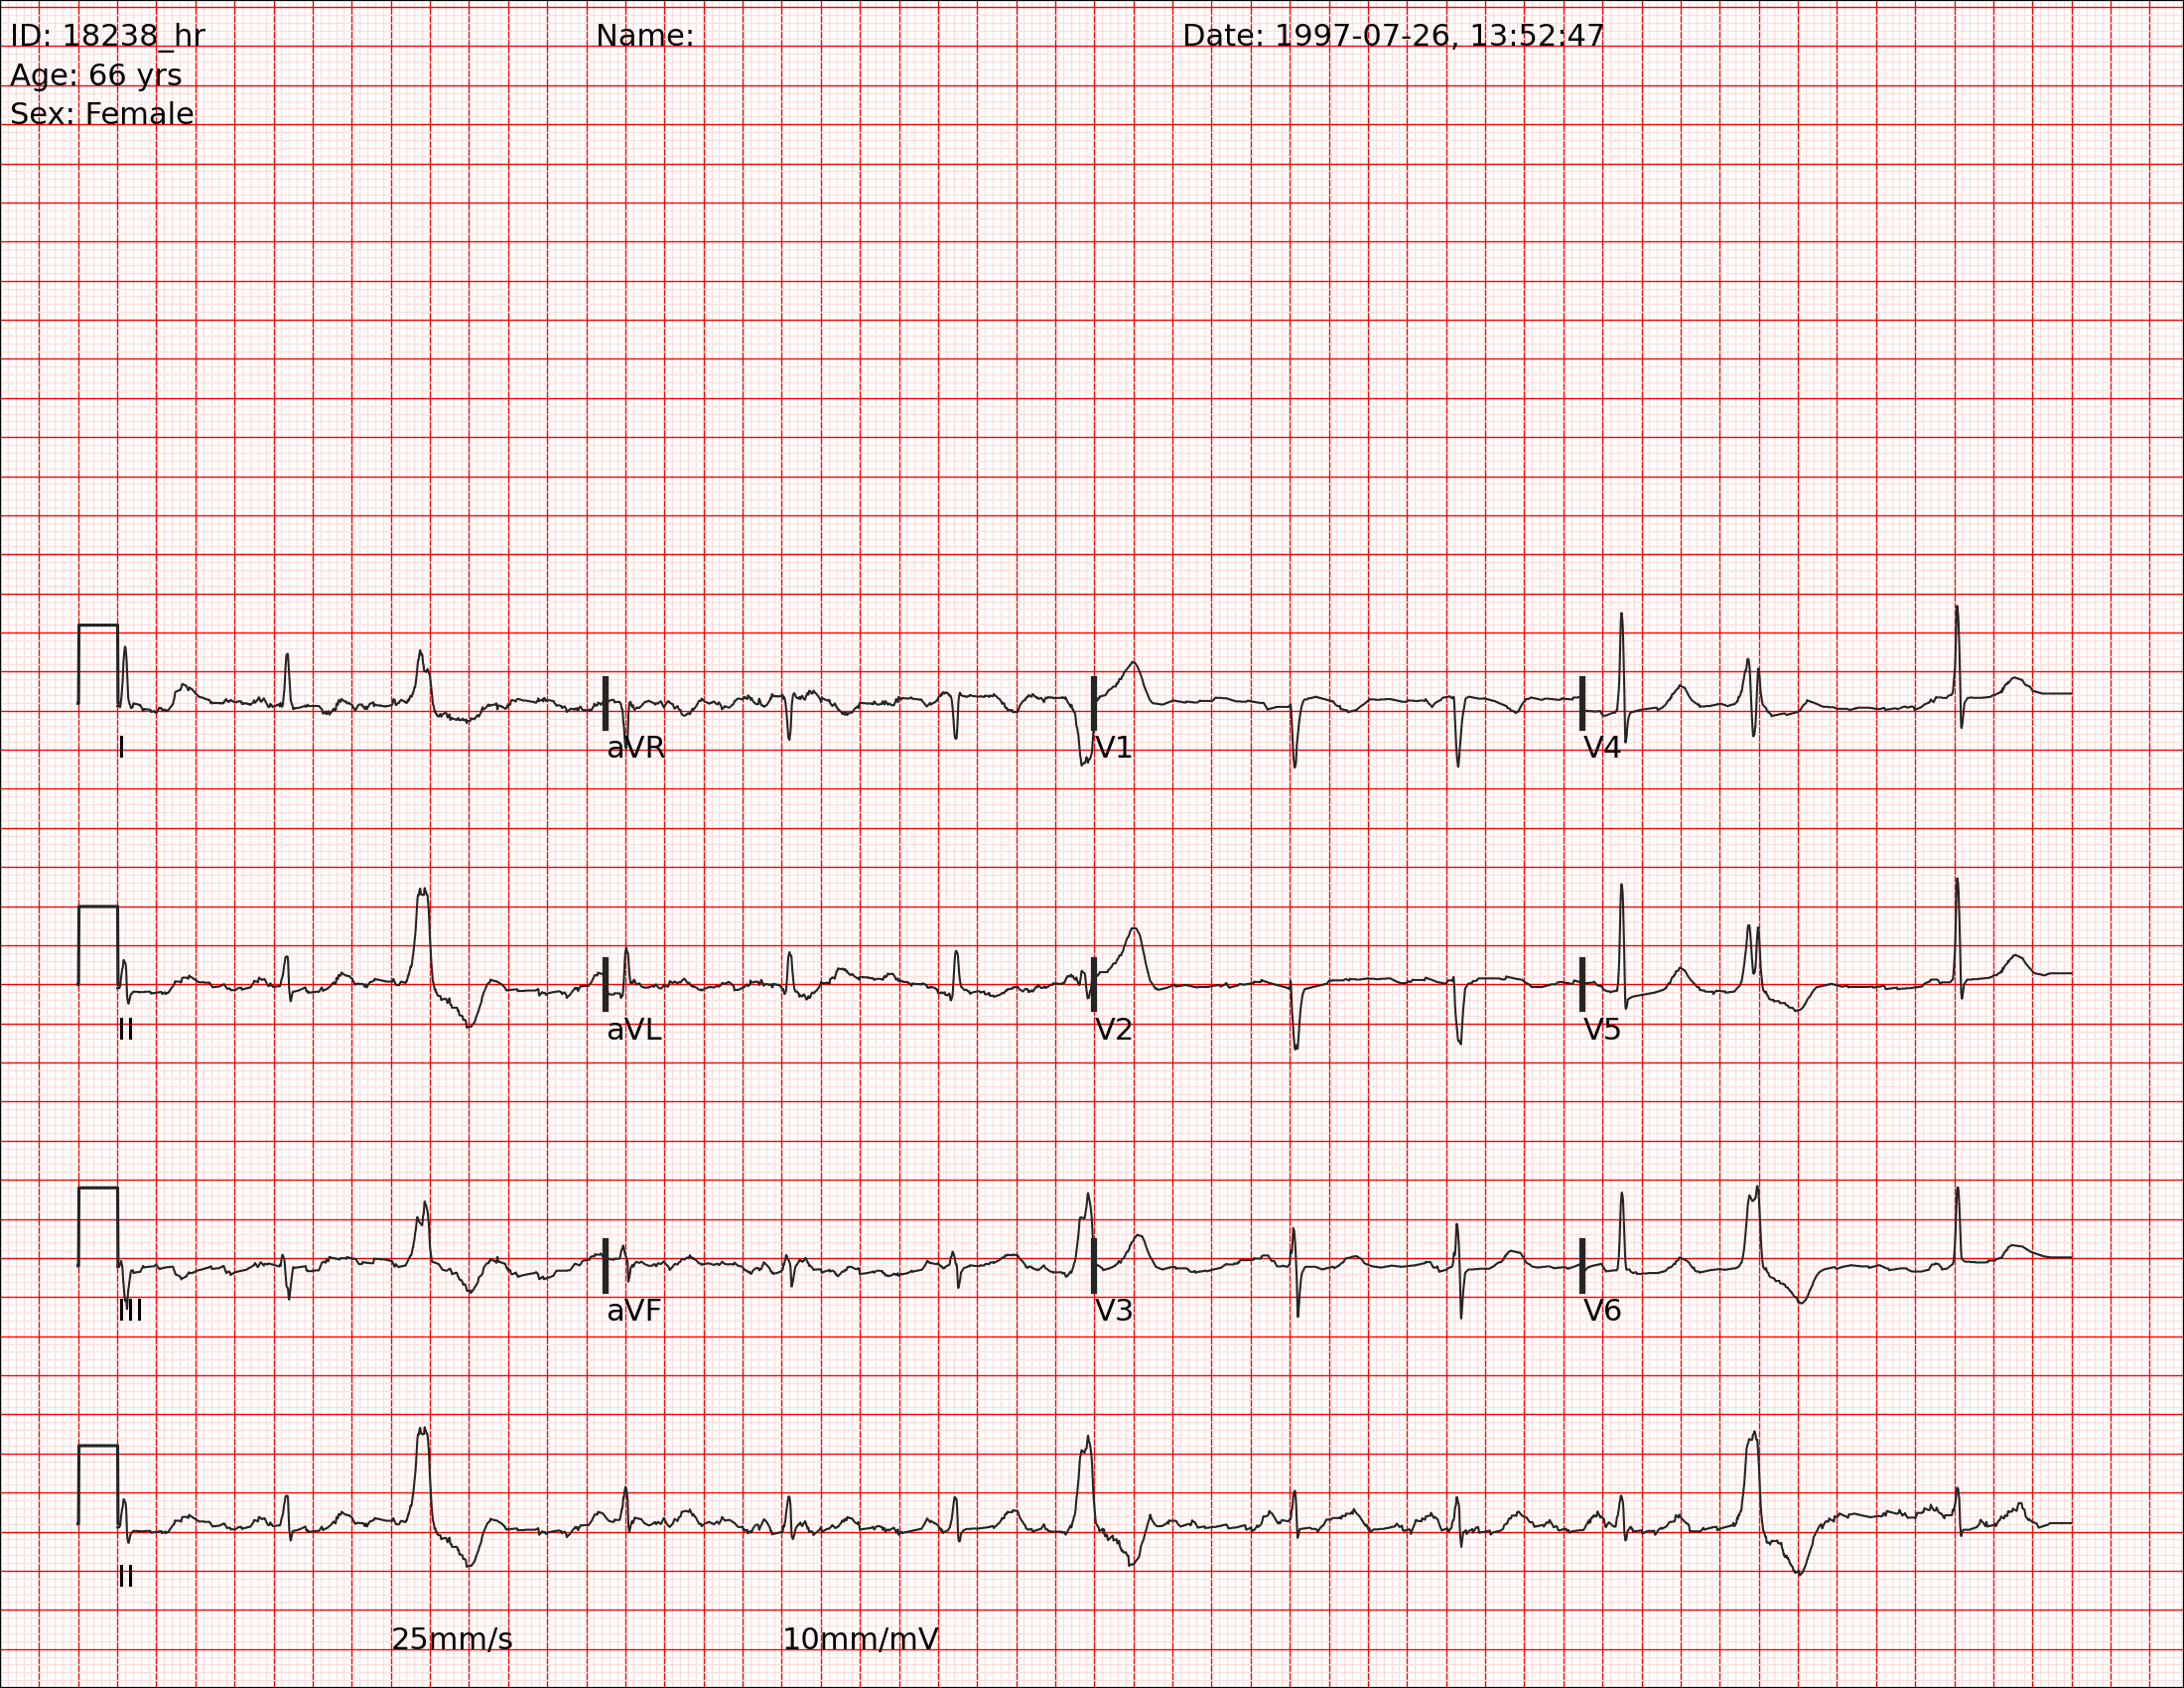 ID: 18238_hr Name: Date: 1997-07-26, 13:52:47
Age: 66 yrs
Sex: Female
I aVR V1 V4
II aVL V2 V5
III aVF V3 V6
II
25mm/s 10mm/mV